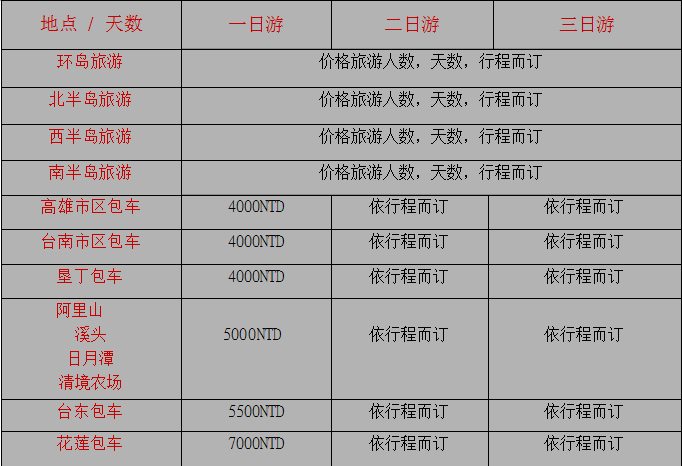 地点 / 天数 一日游 二日游 三日游
环岛旅游 价格旅游人数，天数，行程而订
北半岛旅游 价格旅游人数，天数，行程而订
西半岛旅游 价格旅游人数，天数，行程而订
南半岛旅游 价格旅游人数，天数，行程而订
高雄市区包车 4000NTD 依行程而订 依行程而订
台南市区包车 4000NTD 依行程而订 依行程而订
垦丁包车 4000NTD 依行程而订 依行程而订
阿里山
溪头 5000NTD 依行程而订 依行程而订
日月潭
清境农场
台东包车 5500NTD 依行程而订 依行程而订
花莲包车 7000NTD 依行程而订 依行程而订